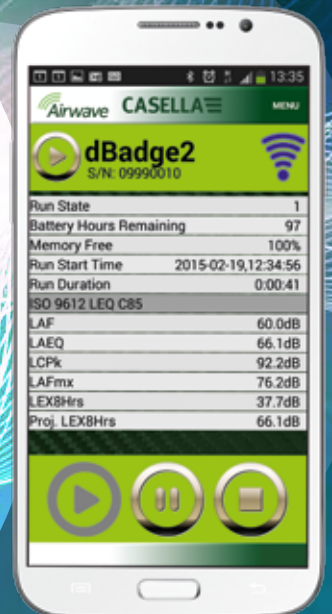 13:35
Airwave CASELLA MENU
dBadge2
S/N: 09990010
Run State 1
Battery Hours Remaining 97
Memory Free 100%
Run Start Time 2015-02-19,12:34:56
Run Duration 0:00:41
ISO 9612 LEQ C85
LAF 60.0dB
LAEQ 66.1dB
LCPk 92.2dB
LAFmx 76.2dB
LEX8Hrs 37.7dB
Proj. LEX8Hrs 66.1dB